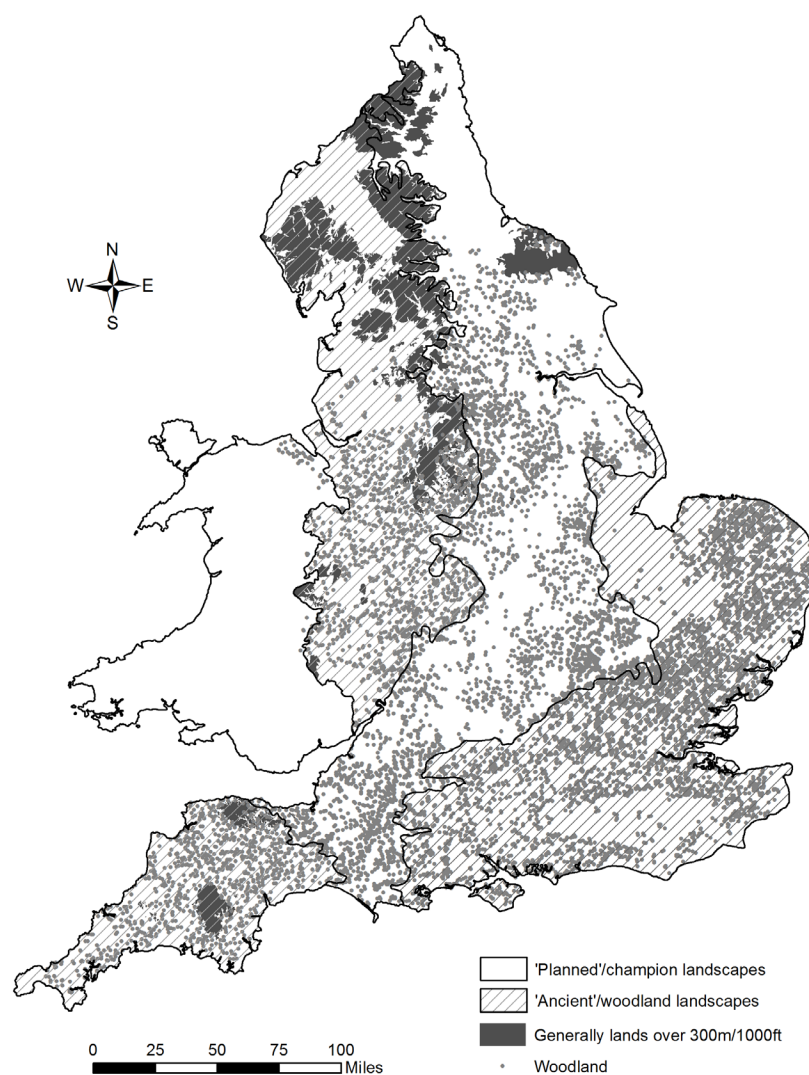 N
W E
S
'Planned'/champion landscapes
'Ancient'/woodland landscapes
Generally lands over 300m/1000ft
Woodland
0 25 50 75 100
Miles